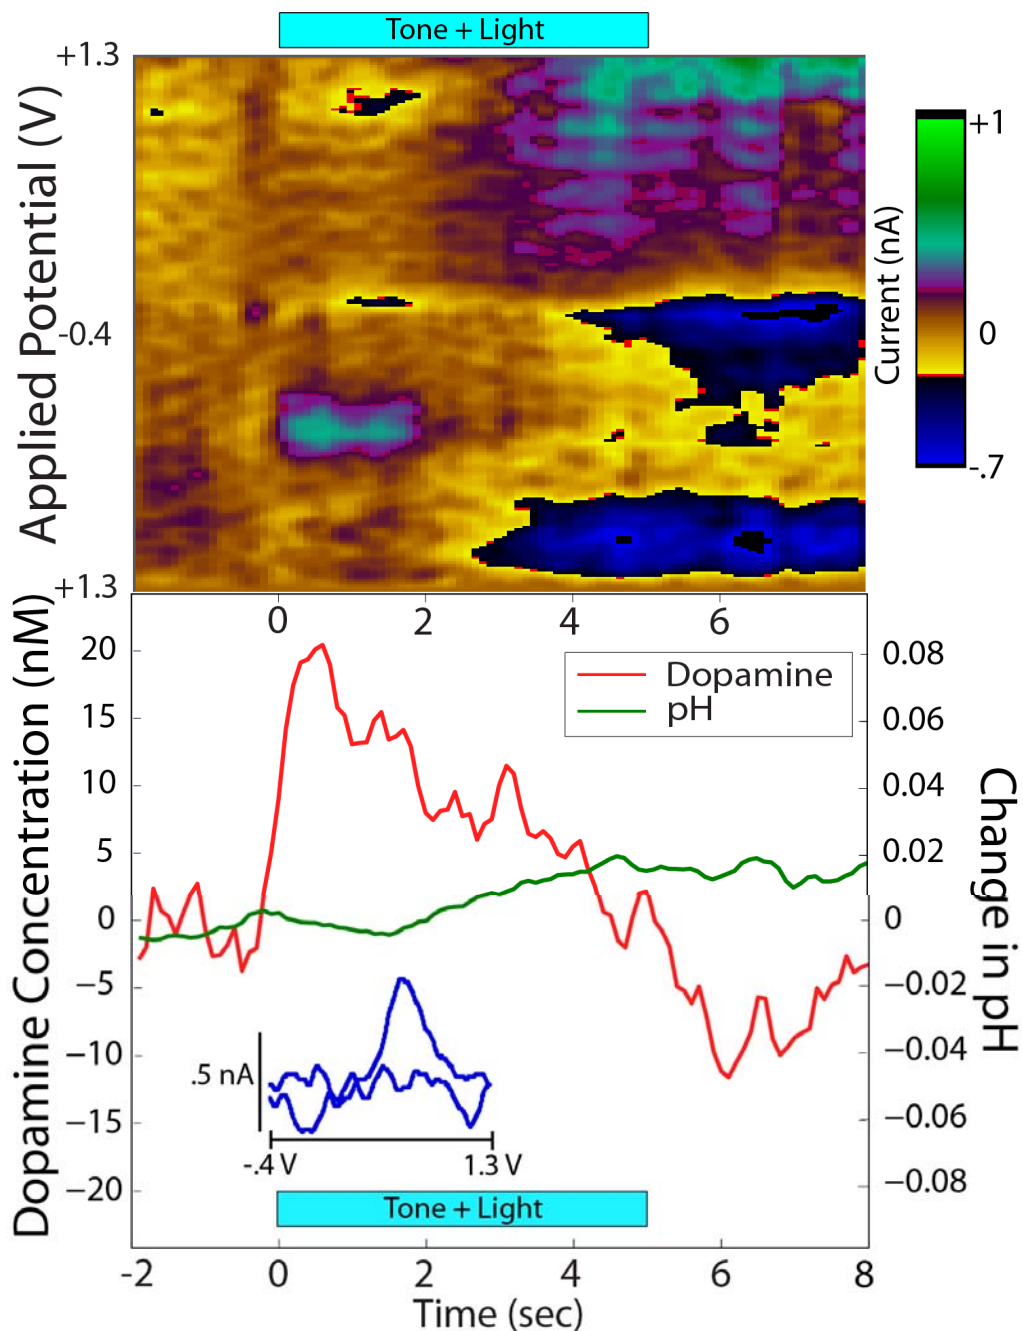 Tone + Light
+1.3
Applied Potential (V)
-0.4
+1.3
+1
Current (nA)
0
-.7
0 2 4 6
Dopamine Concentration (nM)
20
15
10
5
0
−5
−10
−15
−20
Dopamine
pH
0.08
0.06
0.04
0.02
0
−0.02
−0.04
−0.06
−0.08
Change in pH
.5 nA
-.4 V 1.3 V
Tone + Light
-2 0 2 4 6 8
Time (sec)